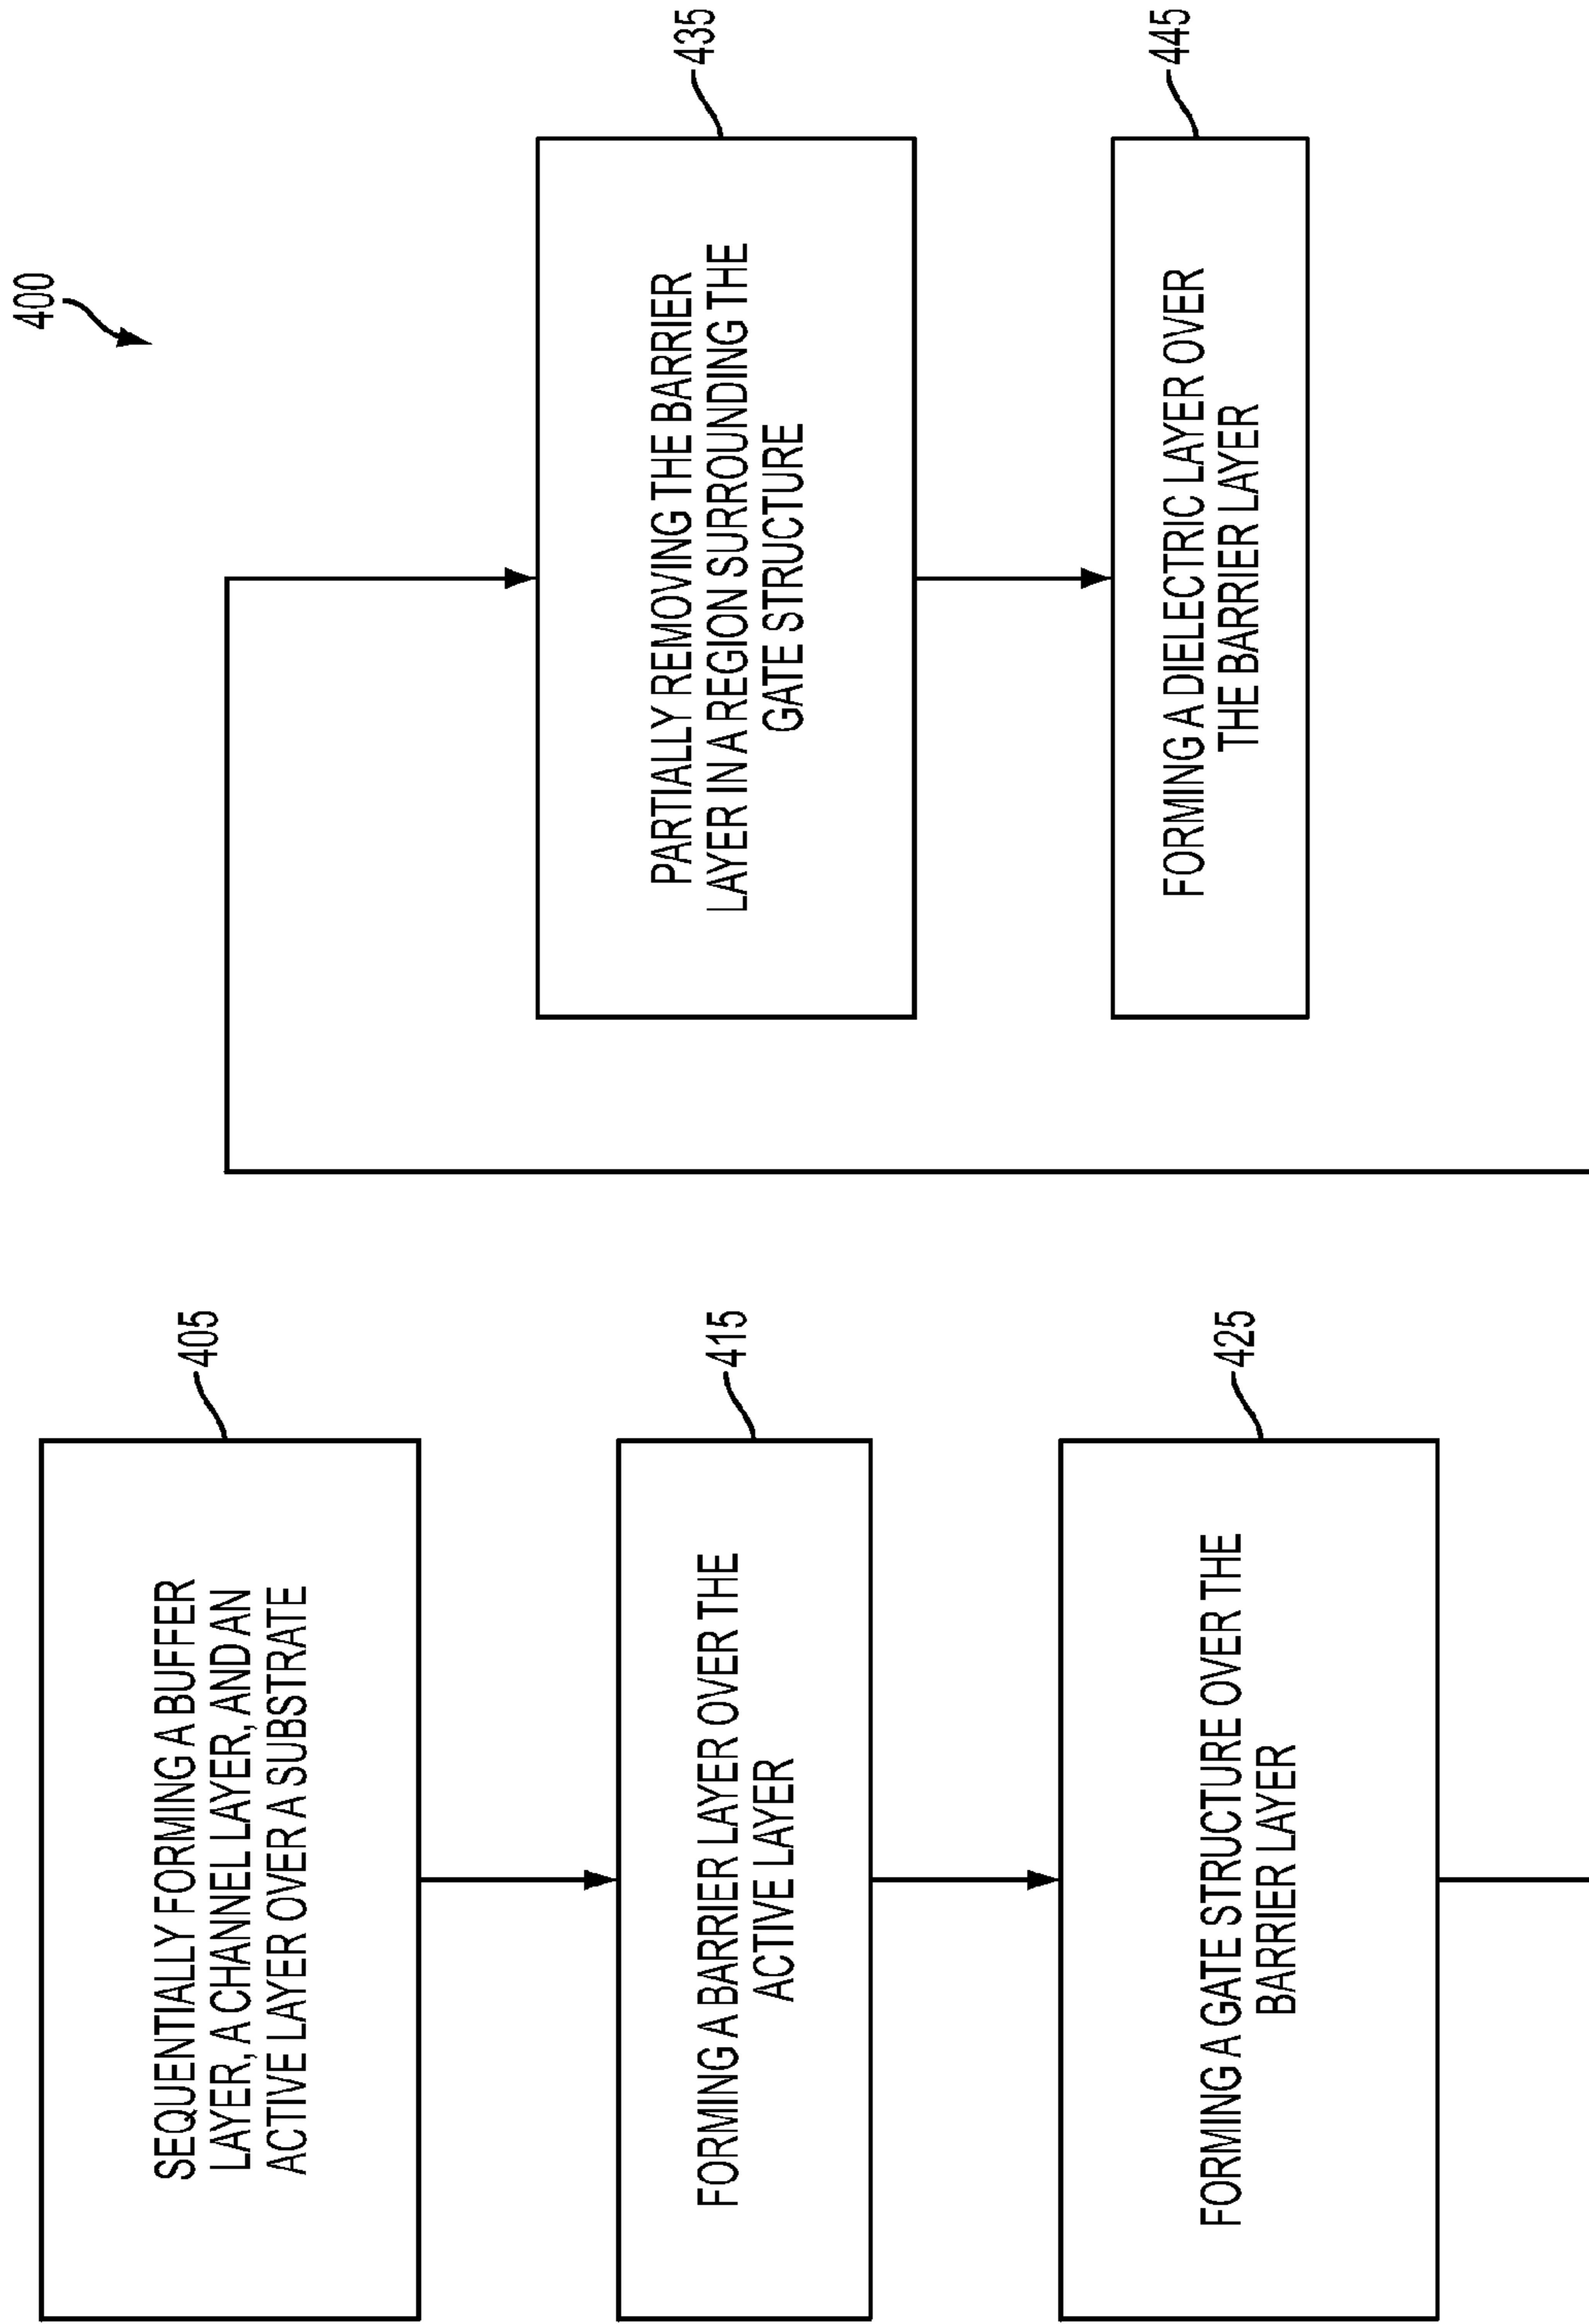 400
405
SEQUENTIALLY FORMING A BUFFER
LAYER, A CHANNEL LAYER, AND AN
ACTIVE LAYER OVER A SUBSTRATE
415
FORMING A BARRIER LAYER OVER THE
ACTIVE LAYER
425
FORMING A GATE STRUCTURE OVER THE
BARRIER LAYER
435
PARTIALLY REMOVING THE BARRIER
LAYER IN A REGION SURROUNDING THE
GATE STRUCTURE
445
FORMING A DIELECTRIC LAYER OVER
THE BARRIER LAYER